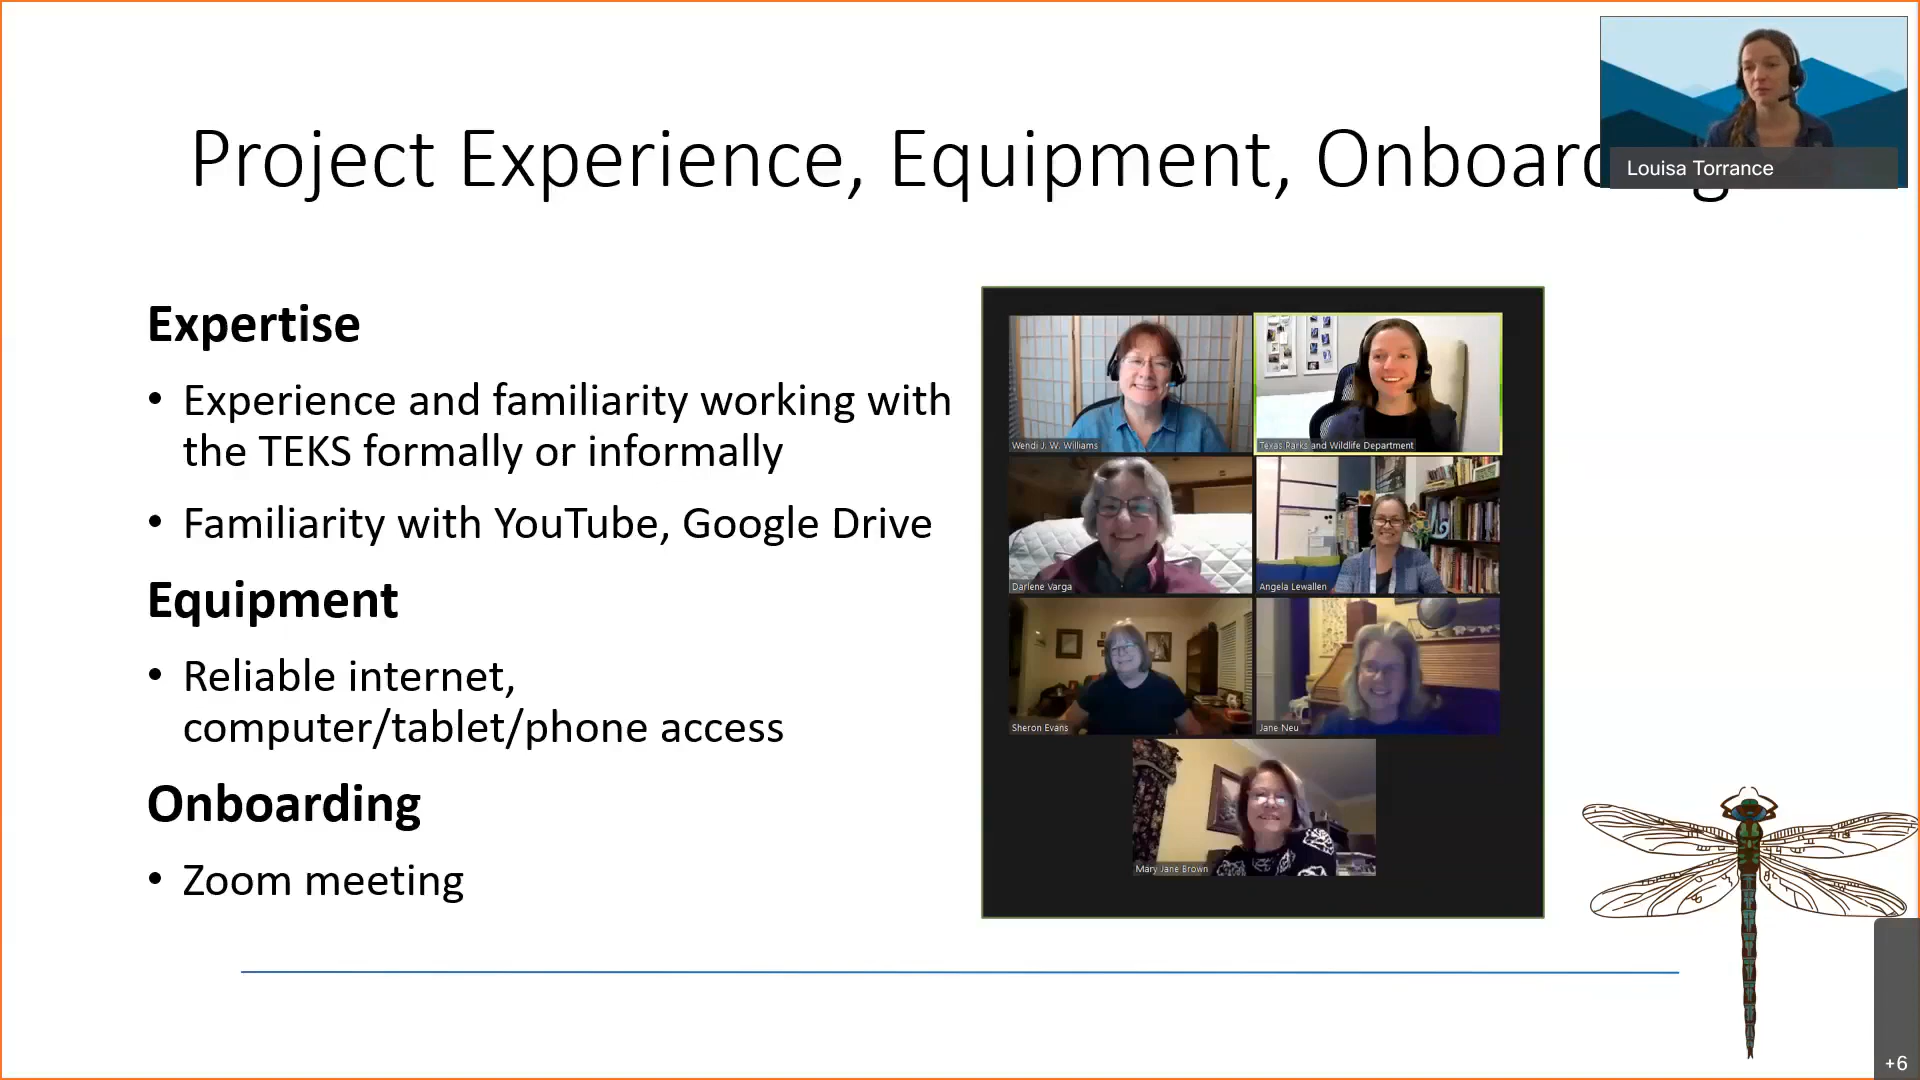 Project Experience, Equipment, Onboarding
Louisa Torrance
Expertise
• Experience and familiarity working with
the TEKS formally or informally
• Familiarity with YouTube, Google Drive
Equipment
• Reliable internet,
computer/tablet/phone access
Onboarding
• Zoom meeting
Wendi J. W. Williams
Texas Parks and Wildlife Department
Darlene Varga
Angela Lewallen
Sheron Evans
Jane Neu
Mary Jane Brown
+6